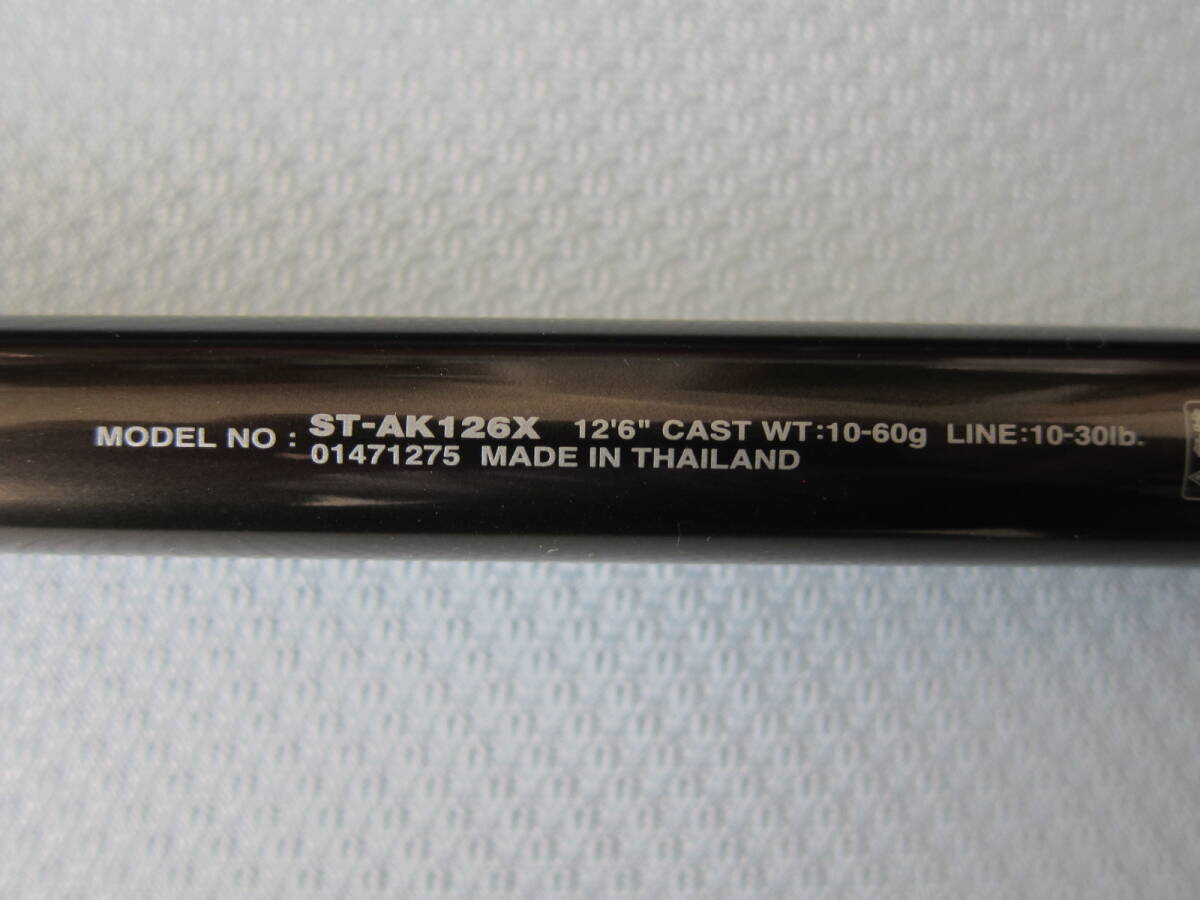 MODEL NO : ST-AK126X 12'6" CAST WT:10-60g LINE:10-30lb.
01471275 MADE IN THAILAND